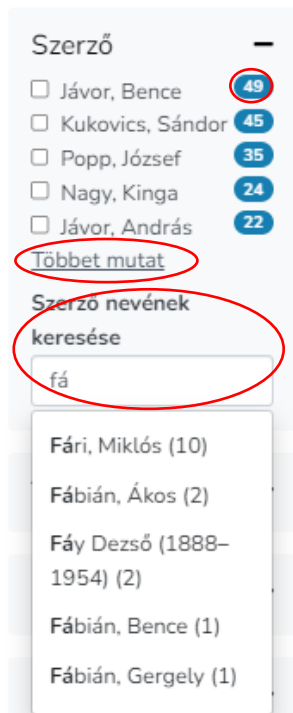 Szerző
Jávor, Bence 49
Kukovics, Sándor 45
Popp, József 35
Nagy, Kinga 24
Jávor, András 22
Többet mutat
Szerző nevének
keresése
fá
Fári, Miklós (10)
Fábián, Ákos (2)
Fáy Dezső (1888–
1954) (2)
Fábián, Bence (1)
Fábián, Gergely (1)